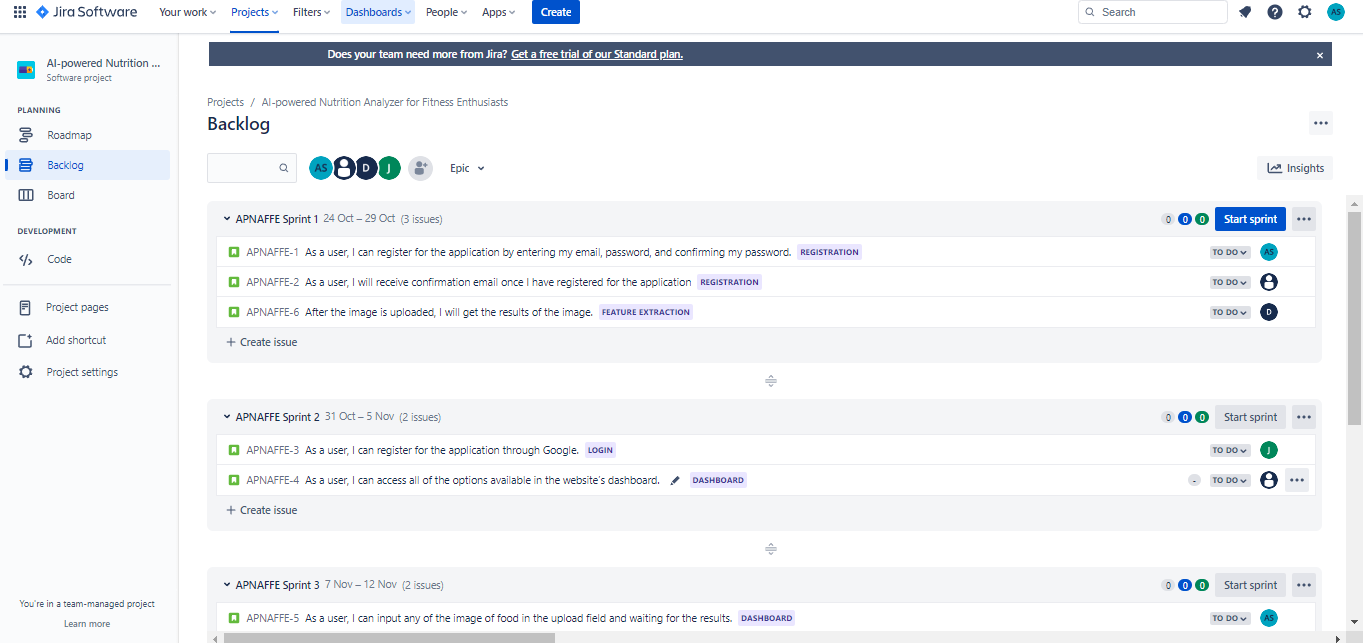 Jira Software Your work Projects Filters Dashboards People Apps Create Search AS
Does your team need more from Jira? Get a free trial of our Standard plan.
AI-powered Nutrition ...
Software project
PLANNING
Roadmap
Backlog
Board
DEVELOPMENT
Code
Project pages
Add shortcut
Project settings
You're in a team-managed project
Learn more
Projects / AI-powered Nutrition Analyzer for Fitness Enthusiasts
Backlog
AS D J Epic Insights
APNAFFE Sprint 1 24 Oct – 29 Oct (3 issues) 0 0 0 Start sprint
APNAFFE-1 As a user, I can register for the application by entering my email, password, and confirming my password. REGISTRATION TO DO AS
APNAFFE-2 As a user, I will receive confirmation email once I have registered for the application REGISTRATION TO DO
APNAFFE-6 After the image is uploaded, I will get the results of the image. FEATURE EXTRACTION TO DO D
+ Create issue
APNAFFE Sprint 2 31 Oct – 5 Nov (2 issues) 0 0 0 Start sprint
APNAFFE-3 As a user, I can register for the application through Google. LOGIN TO DO J
APNAFFE-4 As a user, I can access all of the options available in the website's dashboard. DASHBOARD - TO DO
+ Create issue
APNAFFE Sprint 3 7 Nov – 12 Nov (2 issues) 0 0 0 Start sprint
APNAFFE-5 As a user, I can input any of the image of food in the upload field and waiting for the results. DASHBOARD TO DO AS